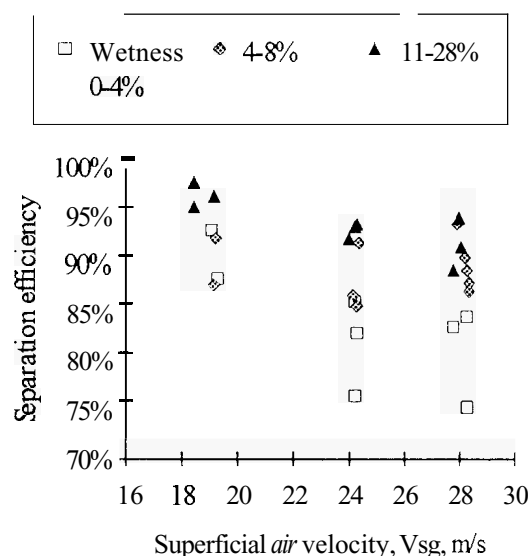 Wetness 4-8% 11-28%
0-4%
100%
95%
90%
85%
80%
75%
70%
Separation efficiency
16 18 20 22 24 26 28 30
Superficial air velocity, Vsg, m/s